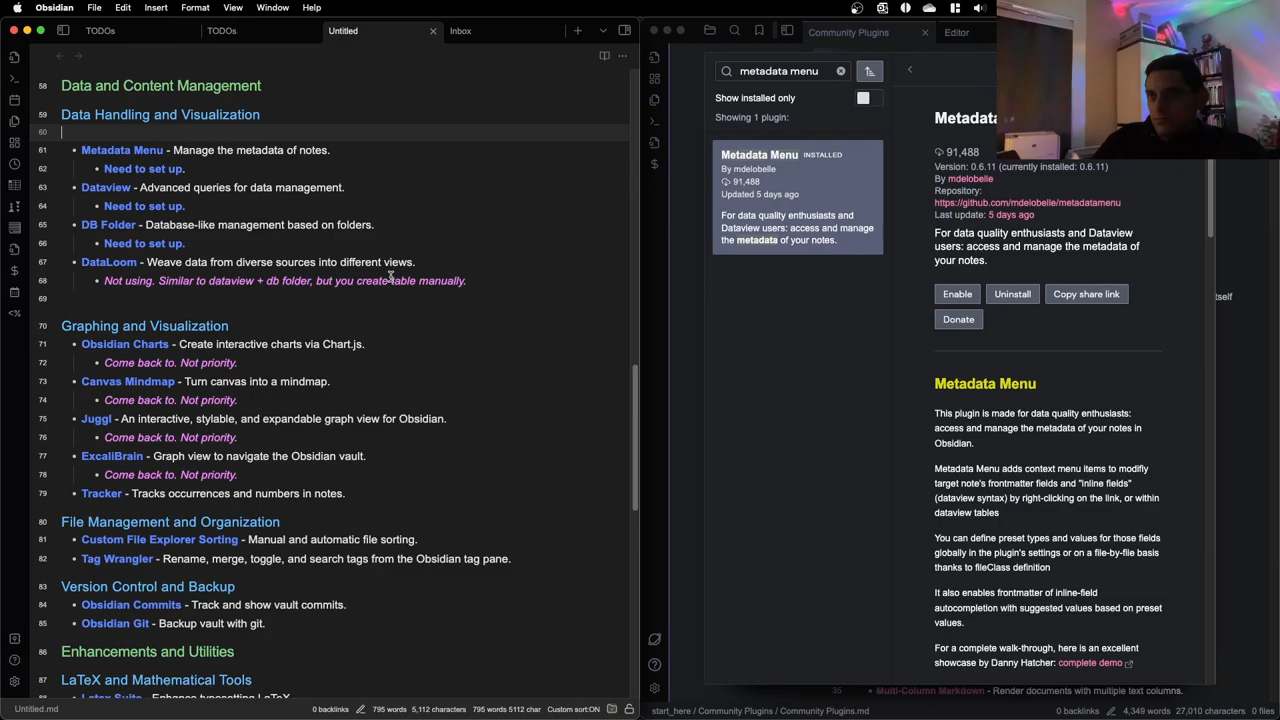 Obsidian File Edit Insert Format View Window Help
TODOs TODOs Untitled Inbox
58 Data and Content Management
59 Data Handling and Visualization
60
61 • Metadata Menu - Manage the metadata of notes.
62 • Need to set up.
63 • Dataview - Advanced queries for data management.
64 • Need to set up.
65 • DB Folder - Database-like management based on folders.
66 • Need to set up.
67 • DataLoom - Weave data from diverse sources into different views.
68 • Not using. Similar to dataview + db folder, but you create table manually.
69
70 Graphing and Visualization
71 • Obsidian Charts - Create interactive charts via Chart.js.
72 • Come back to. Not priority.
73 • Canvas Mindmap - Turn canvas into a mindmap.
74 • Come back to. Not priority.
75 • Juggl - An interactive, stylable, and expandable graph view for Obsidian.
76 • Come back to. Not priority.
77 • ExcaliBrain - Graph view to navigate the Obsidian vault.
78 • Come back to. Not priority.
79 • Tracker - Tracks occurrences and numbers in notes.
80 File Management and Organization
81 • Custom File Explorer Sorting - Manual and automatic file sorting.
82 • Tag Wrangler - Rename, merge, toggle, and search tags from the Obsidian tag pane.
83 Version Control and Backup
84 • Obsidian Commits - Track and show vault commits.
85 • Obsidian Git - Backup vault with git.
86 Enhancements and Utilities
87 LaTeX and Mathematical Tools
88 • Latex Suite - Enhance typesetting LaTeX
Untitled.md 0 backlinks 795 words 5,112 characters 795 words 5112 char Custom sort:ON
Community Plugins Editor
metadata menu
Show installed only
Showing 1 plugin:
Metadata Menu INSTALLED
By mdelobelle
91,488
Updated 5 days ago
For data quality enthusiasts and
Dataview users: access and manage
the metadata of your notes.
Metada
91,488
Version: 0.6.11 (currently installed: 0.6.11)
By mdelobelle
Repository:
https://github.com/mdelobelle/metadatamenu
Last update: 5 days ago
For data quality enthusiasts and Dataview
users: access and manage the metadata of
your notes.
Enable Uninstall Copy share link
Donate
Metadata Menu
This plugin is made for data quality enthusiasts:
access and manage the metadata of your notes in
Obsidian.
Metadata Menu adds context menu items to modifiy
target note's frontmatter fields and "inline fields"
(dataview syntax) by right-clicking on the link, or within
dataview tables
You can define preset types and values for those fields
globally in the plugin's settings or on a file-by-file basis
thanks to fileClass definition
It also enables frontmatter of inline-field
autocompletion with suggested values based on preset
values.
For a complete walk-through, here is an excellent
showcase by Danny Hatcher: complete demo
tself
35 • Multi-Column Markdown - Render documents with multiple text columns.
start_here / Community Plugins / Community Plugins.md 0 backlinks 4,349 words 27,010 characters 0 files